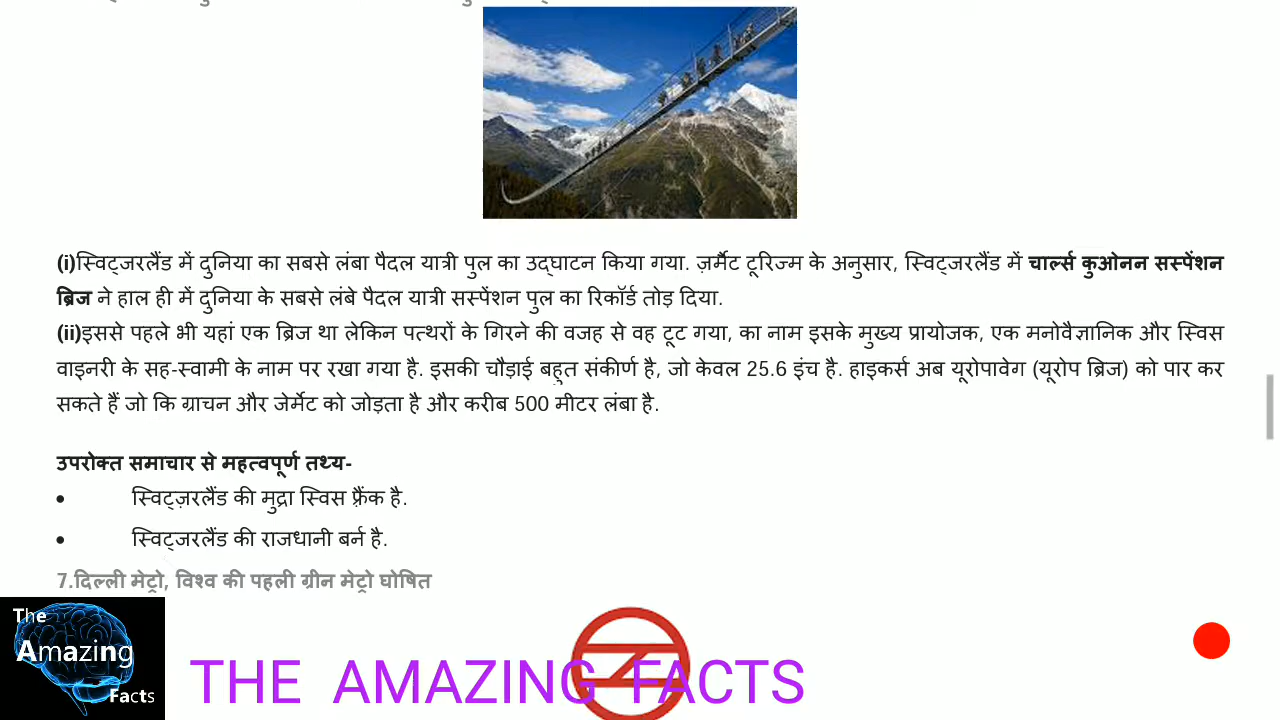 (i)स्विट्जरलैंड में दुनिया का सबसे लंबा पैदल यात्री पुल का उद्घाटन किया गया. ज़र्मैट टूरिज्म के अनुसार, स्विट्जरलैंड में चार्ल्स कुओनन सस्पेंशन
ब्रिज ने हाल ही में दुनिया के सबसे लंबे पैदल यात्री सस्पेंशन पुल का रिकॉर्ड तोड़ दिया.
(ii)इससे पहले भी यहां एक ब्रिज था लेकिन पत्थरों के गिरने की वजह से वह टूट गया, का नाम इसके मुख्य प्रायोजक, एक मनोवैज्ञानिक और स्विस
वाइनरी के सह-स्वामी के नाम पर रखा गया है. इसकी चौड़ाई बहुत संकीर्ण है, जो केवल 25.6 इंच है. हाइकर्स अब यूरोपावेग (यूरोप ब्रिज) को पार कर
सकते हैं जो कि ग्राचन और जेर्मेट को जोड़ता है और करीब 500 मीटर लंबा है.
उपरोक्त समाचार से महत्वपूर्ण तथ्य-
• स्विट्ज़रलैंड की मुद्रा स्विस फ़्रैंक है.
• स्विट्जरलैंड की राजधानी बर्न है.
7.दिल्ली मेट्रो, विश्व की पहली ग्रीन मेट्रो घोषित
The
Amazing
Facts
THE AMAZING FACTS